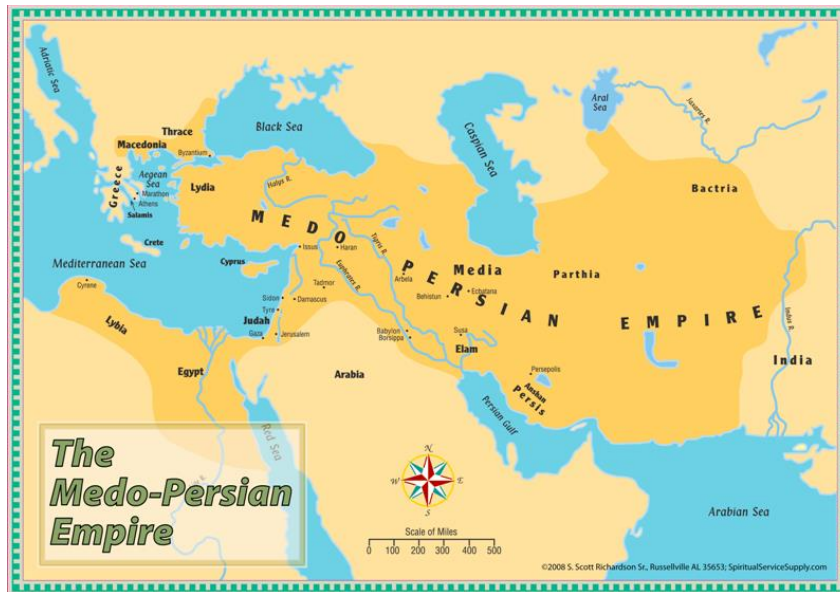 Adriatic Sea
Aral
Sea
Jaxartes R.
Black Sea
Caspian Sea
Thrace
Macedonia
Byzantium
Aegean
Sea
Greece
Marathon
Athens
Salamis
Lydia
Halys R.
Bactria
MEDO PERSIAN EMPIRE
Crete
Mediterranean Sea
Cyprus
Issus
Haran
Tigris R.
Euphrates R.
Arbela
Media
Parthia
Behistun
Ecbatana
Cyrene
Lybia
Tadmor
Sidon
Damascus
Tyre
Judah
Gaza
Jerusalem
Babylon
Borsippa
Susa
Elam
Indus R.
India
Egypt
Arabia
Persepolis
Anshan
Persis
Persian Gulf
Red Sea
Arabian Sea
The
Medo-Persian
Empire
N
W
E
S
Scale of Miles
0 100 200 300 400 500
©2008 S. Scott Richardson Sr., Russellville AL 35653; SpiritualServiceSupply.com